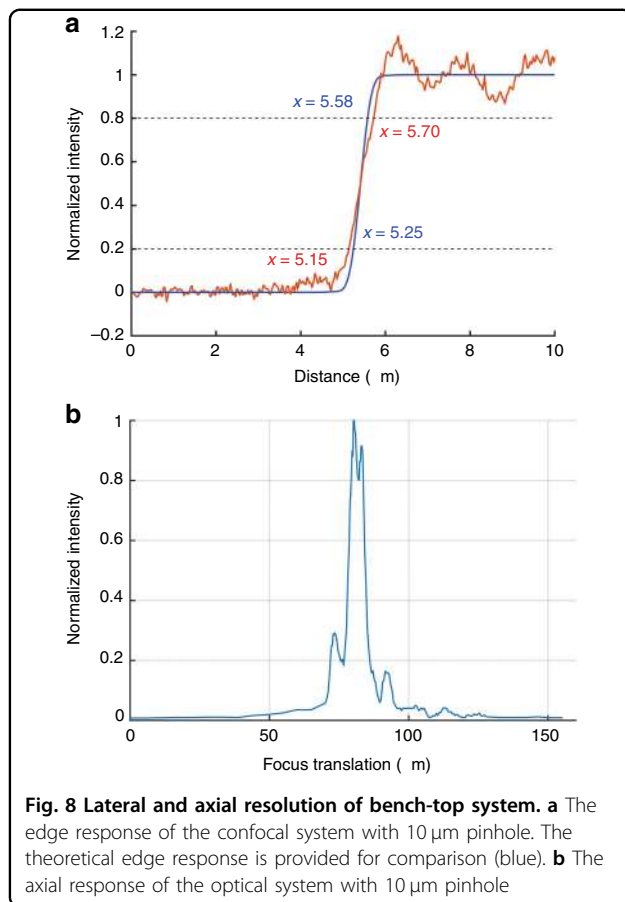 a
1.2
1
0.8
0.6
0.4
0.2
0
−0.2
Normalized intensity
x = 5.58
x = 5.70
x = 5.25
x = 5.15
0 2 4 6 8 10
Distance ( m)
b
1
0.8
0.6
0.4
0.2
0
Normalized intensity
0 50 100 150
Focus translation ( m)
Fig. 8 Lateral and axial resolution of bench-top system. a The
edge response of the confocal system with 10 µm pinhole. The
theoretical edge response is provided for comparison (blue). b The
axial response of the optical system with 10 µm pinhole